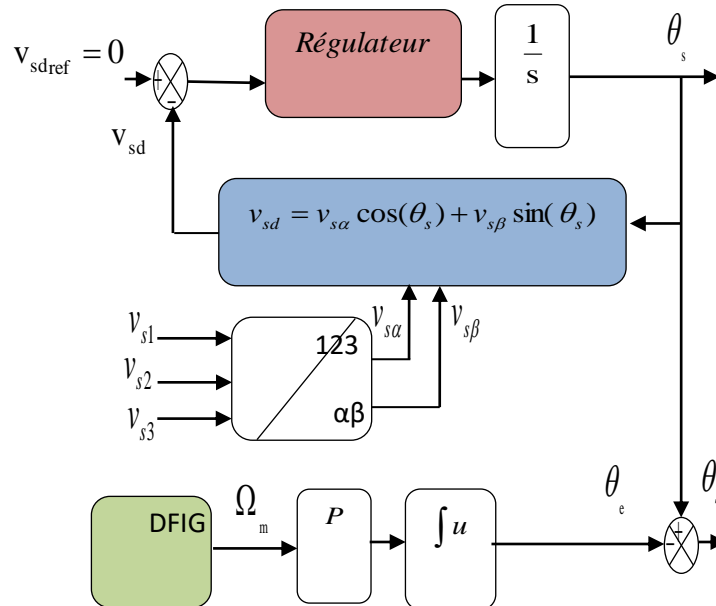 v_sdref = 0
+
-
Régulateur
1/s
θ_s
v_sd
v_sd = v_sα cos(θ_s) + v_sβ sin(θ_s)
v_s1
v_s2
v_s3
123
αβ
v_sα
v_sβ
DFIG
Ω_m
P
∫u
θ_e
-
+
θ